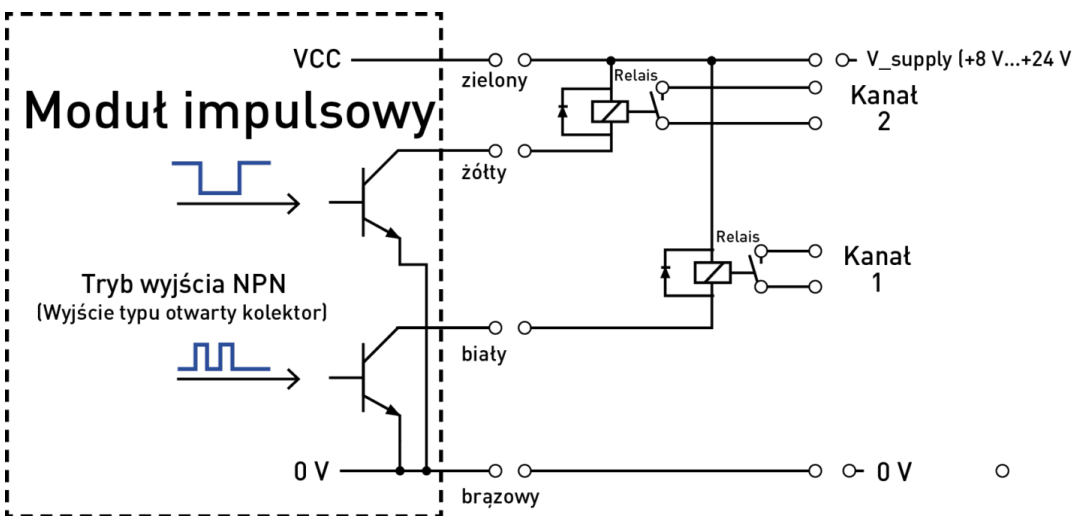 VCC
zielony
V_supply (+8 V...+24 V
Moduł impulsowy
Relais
Kanał
2
żółty
Relais
Kanał
1
Tryb wyjścia NPN
(Wyjście typu otwarty kolektor)
biały
0 V
brązowy
0 V